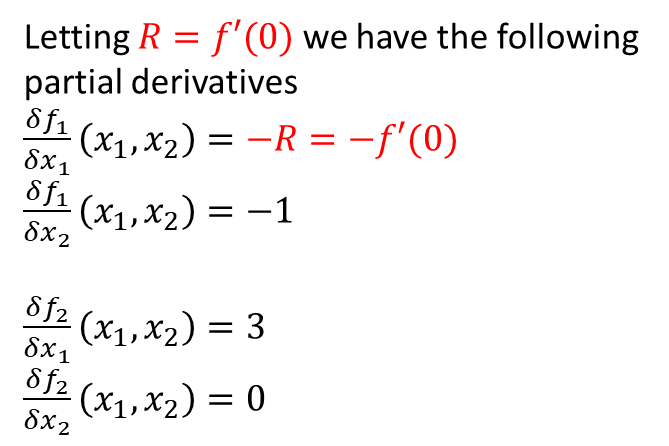 Letting R = f′(0) we have the following
partial derivatives
δf₁/δx₁ (x₁, x₂) = −R = −f′(0)
δf₁/δx₂ (x₁, x₂) = −1
δf₂/δx₁ (x₁, x₂) = 3
δf₂/δx₂ (x₁, x₂) = 0